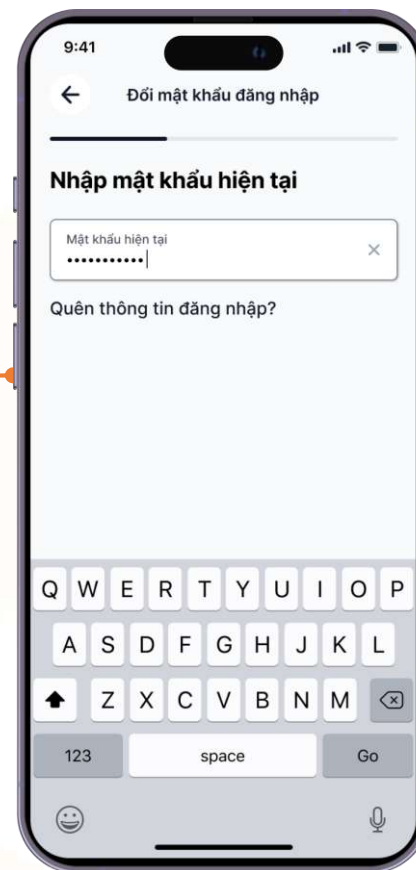 9:41
Đổi mật khẩu đăng nhập
Nhập mật khẩu hiện tại
Mật khẩu hiện tại
•••••••••••
Quên thông tin đăng nhập?
Q W E R T Y U I O P
A S D F G H J K L
Z X C V B N M
123 space Go